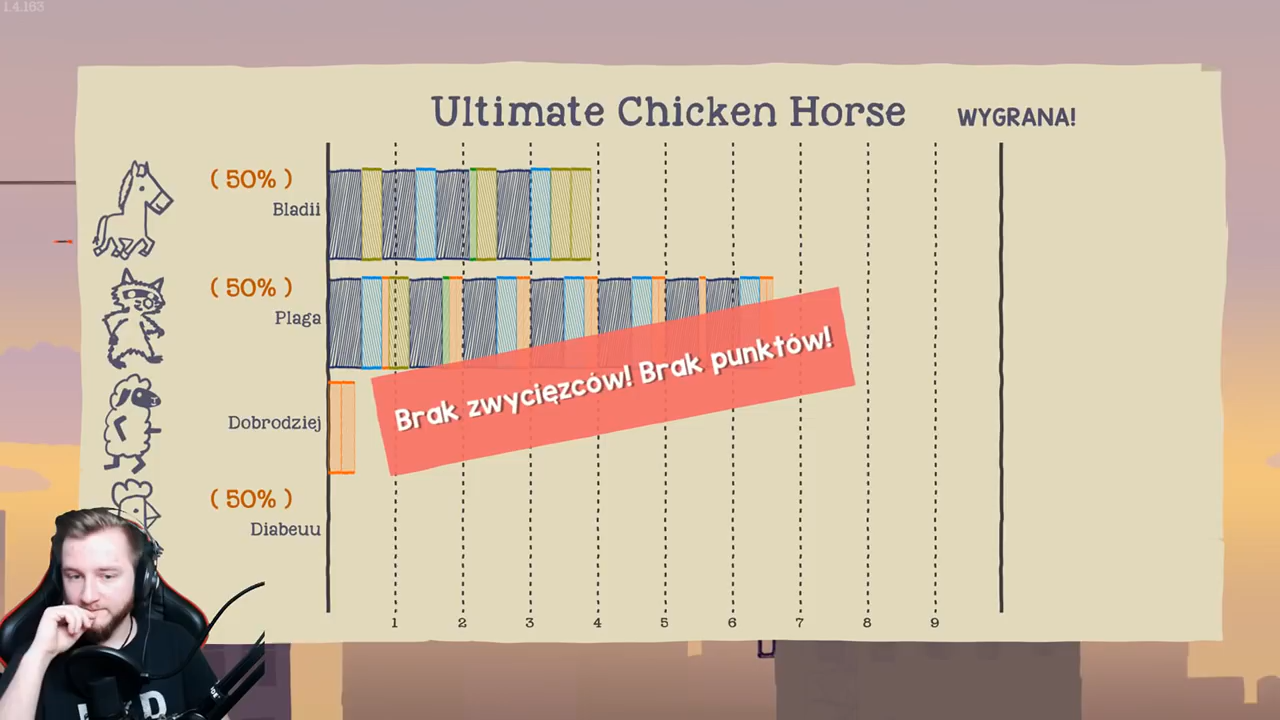 1.4.163
Ultimate Chicken Horse
WYGRANA!
( 50% )
Bladii
( 50% )
Plaga
Brak zwycięzców! Brak punktów!
Dobrodziej
( 50% )
Diabeuu
1 2 3 4 5 6 7 8 9